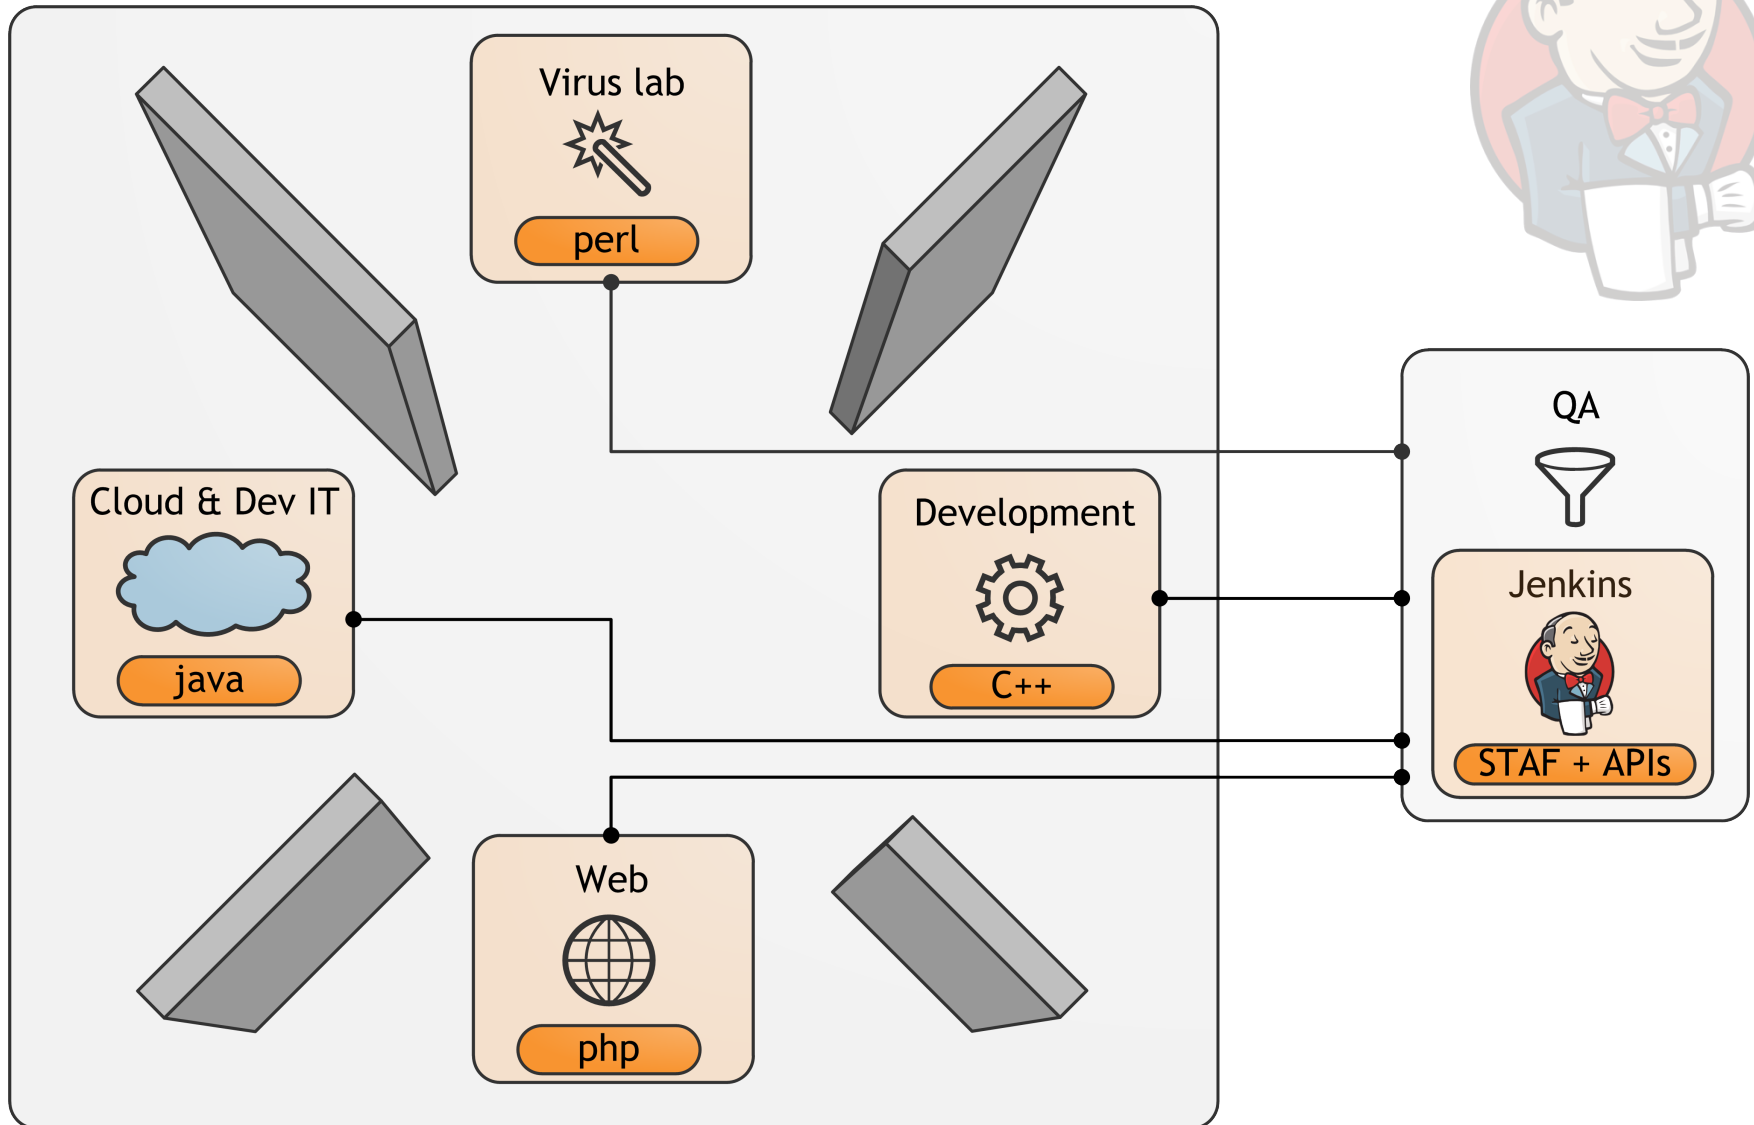 Virus lab
perl
Cloud & Dev IT
java
Development
C++
Web
php
QA
Jenkins
STAF + APIs